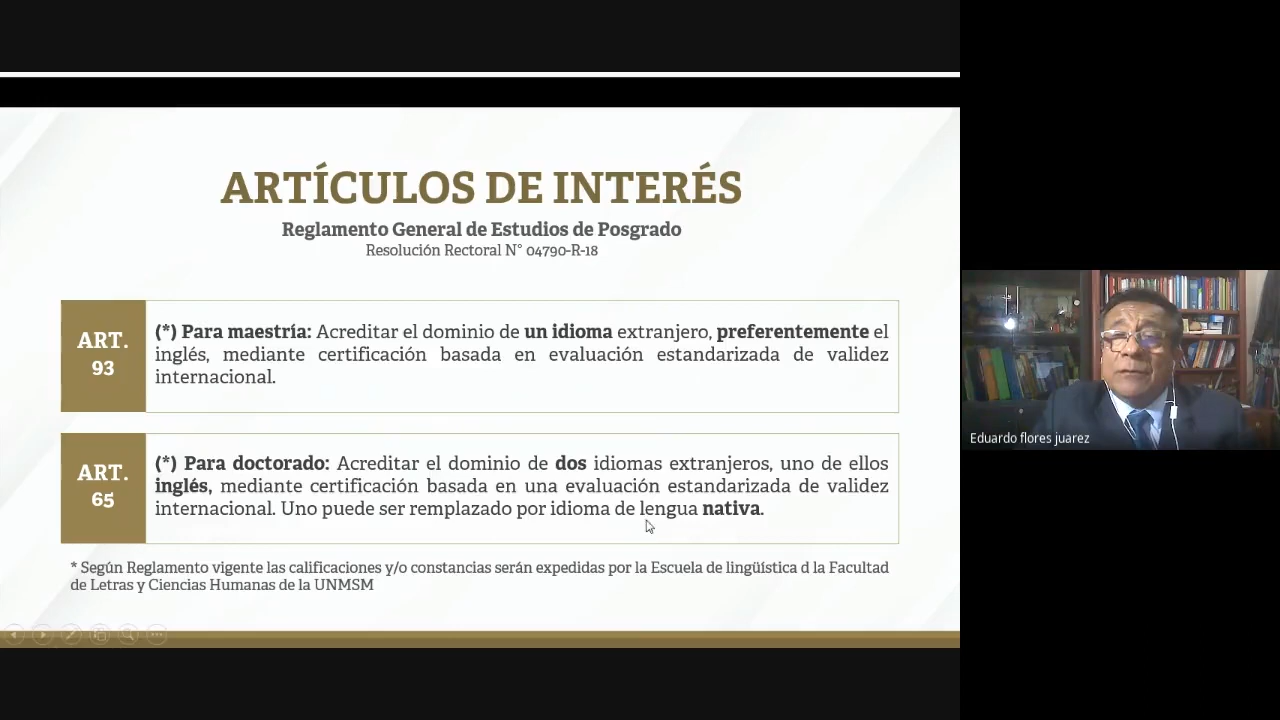 ARTÍCULOS DE INTERÉS
Reglamento General de Estudios de Posgrado
Resolución Rectoral N° 04790-R-18
ART.
93
(*) Para maestría: Acreditar el dominio de un idioma extranjero, preferentemente el
inglés, mediante certificación basada en evaluación estandarizada de validez
internacional.
ART.
65
(*) Para doctorado: Acreditar el dominio de dos idiomas extranjeros, uno de ellos
inglés, mediante certificación basada en una evaluación estandarizada de validez
internacional. Uno puede ser remplazado por idioma de lengua nativa.
* Según Reglamento vigente las calificaciones y/o constancias serán expedidas por la Escuela de lingüística d la Facultad
de Letras y Ciencias Humanas de la UNMSM
Eduardo flores juarez